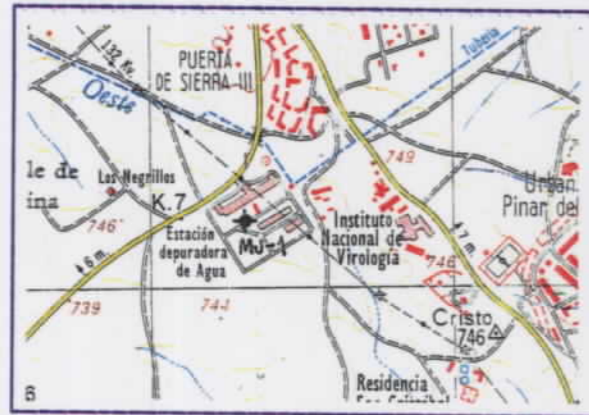 132 Kv.
PUERTA
DE SIERRA III
Tubería
Oeste
749
le de
ina
Los Negrillos
Urban
Pinar del
K.7
746
Estación
depuradora
de Agua
MJ-1
Instituto
Nacional de
Virología
746
7 m.
6 m.
739
744
Cristo
746
Residencia